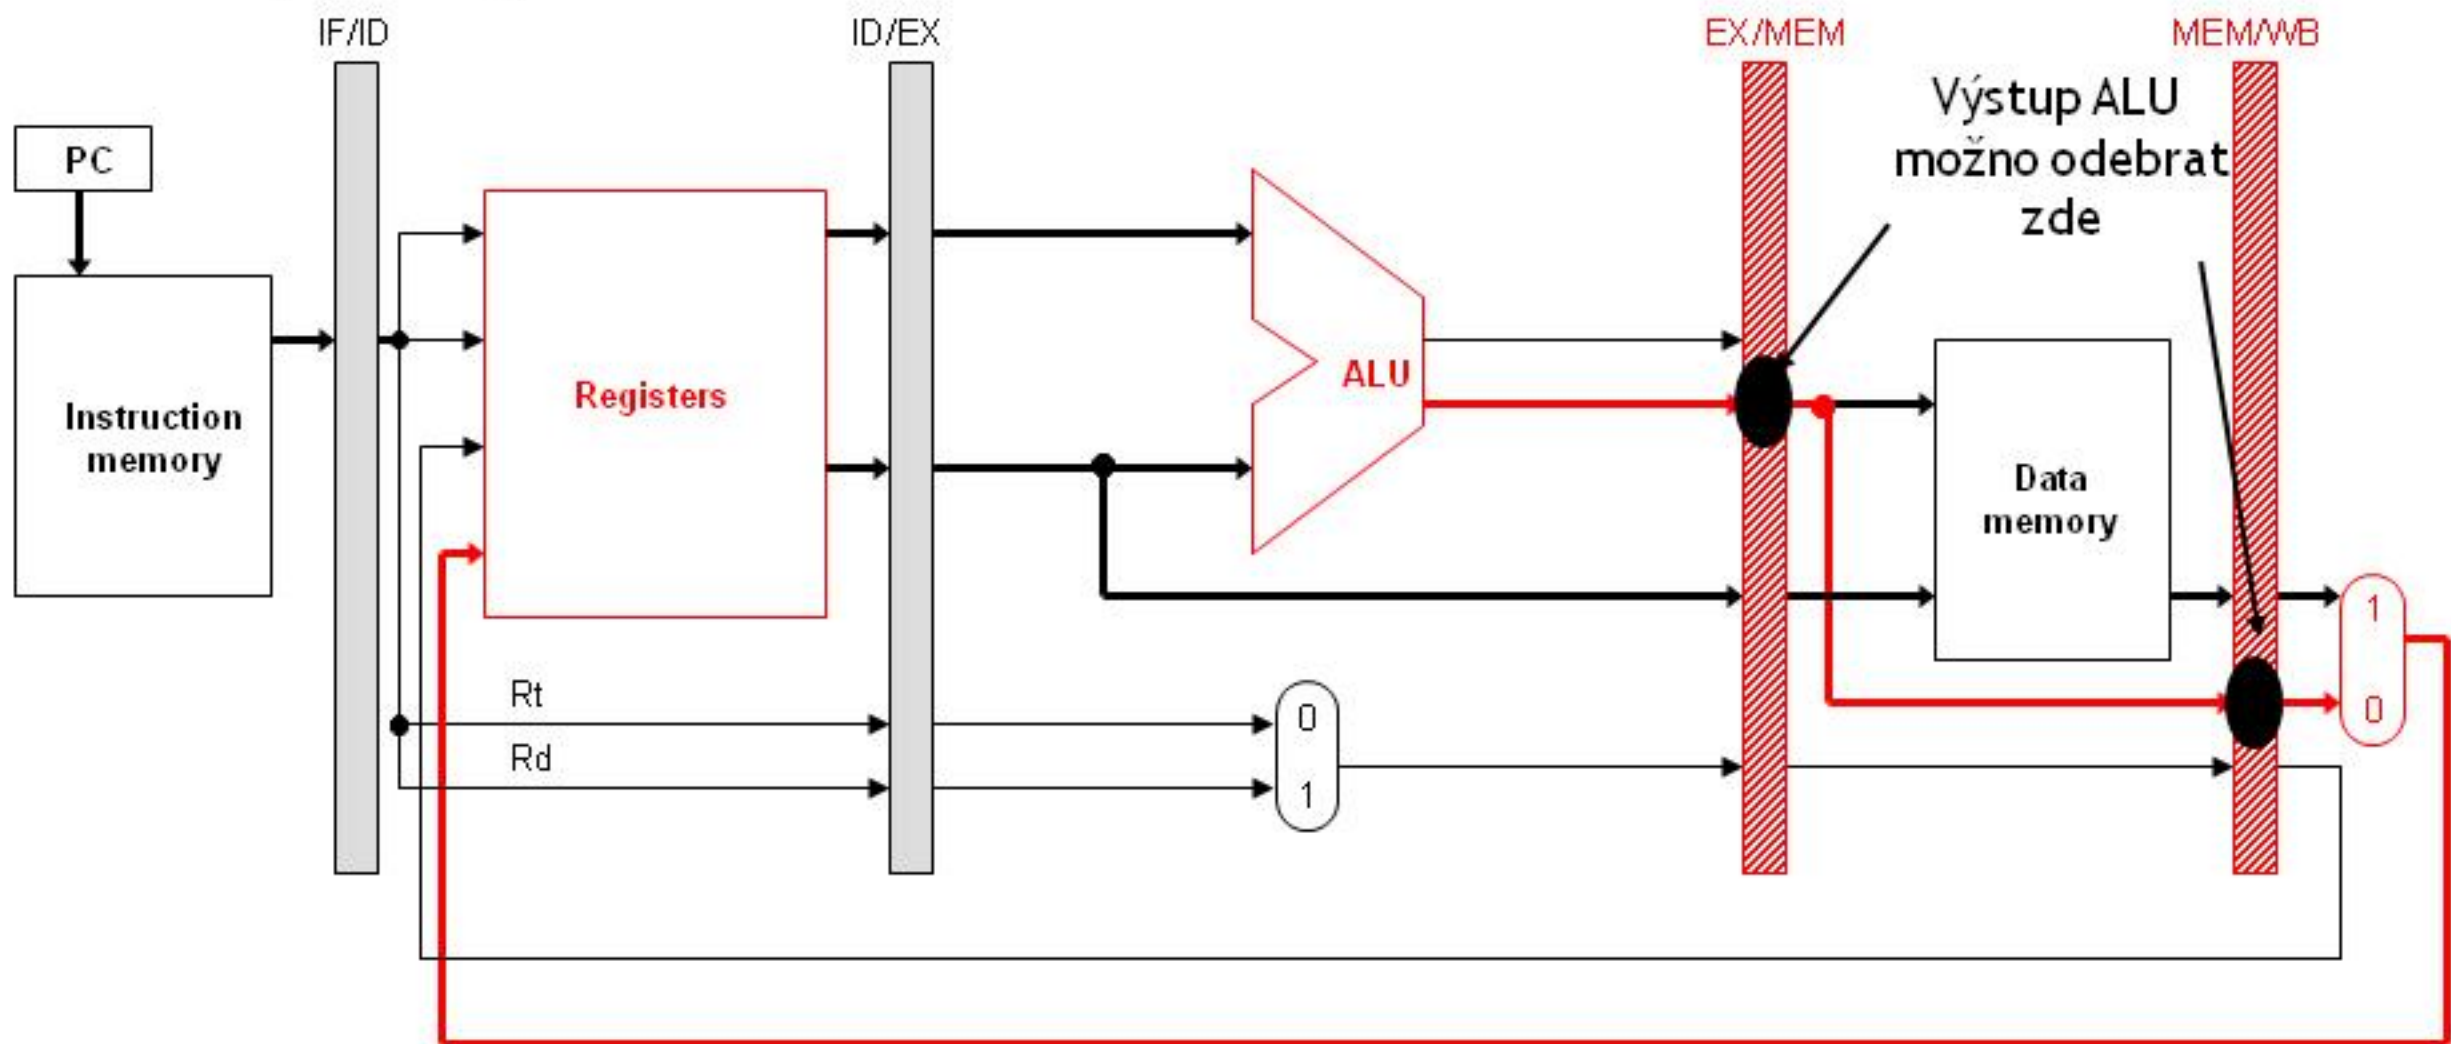 IF/ID
ID/EX
EX/MEM
MEM/WB
Výstup ALU
možno odebrat
zde
PC
Instruction
memory
Registers
ALU
Data
memory
Rt
Rd
0
1
1
0